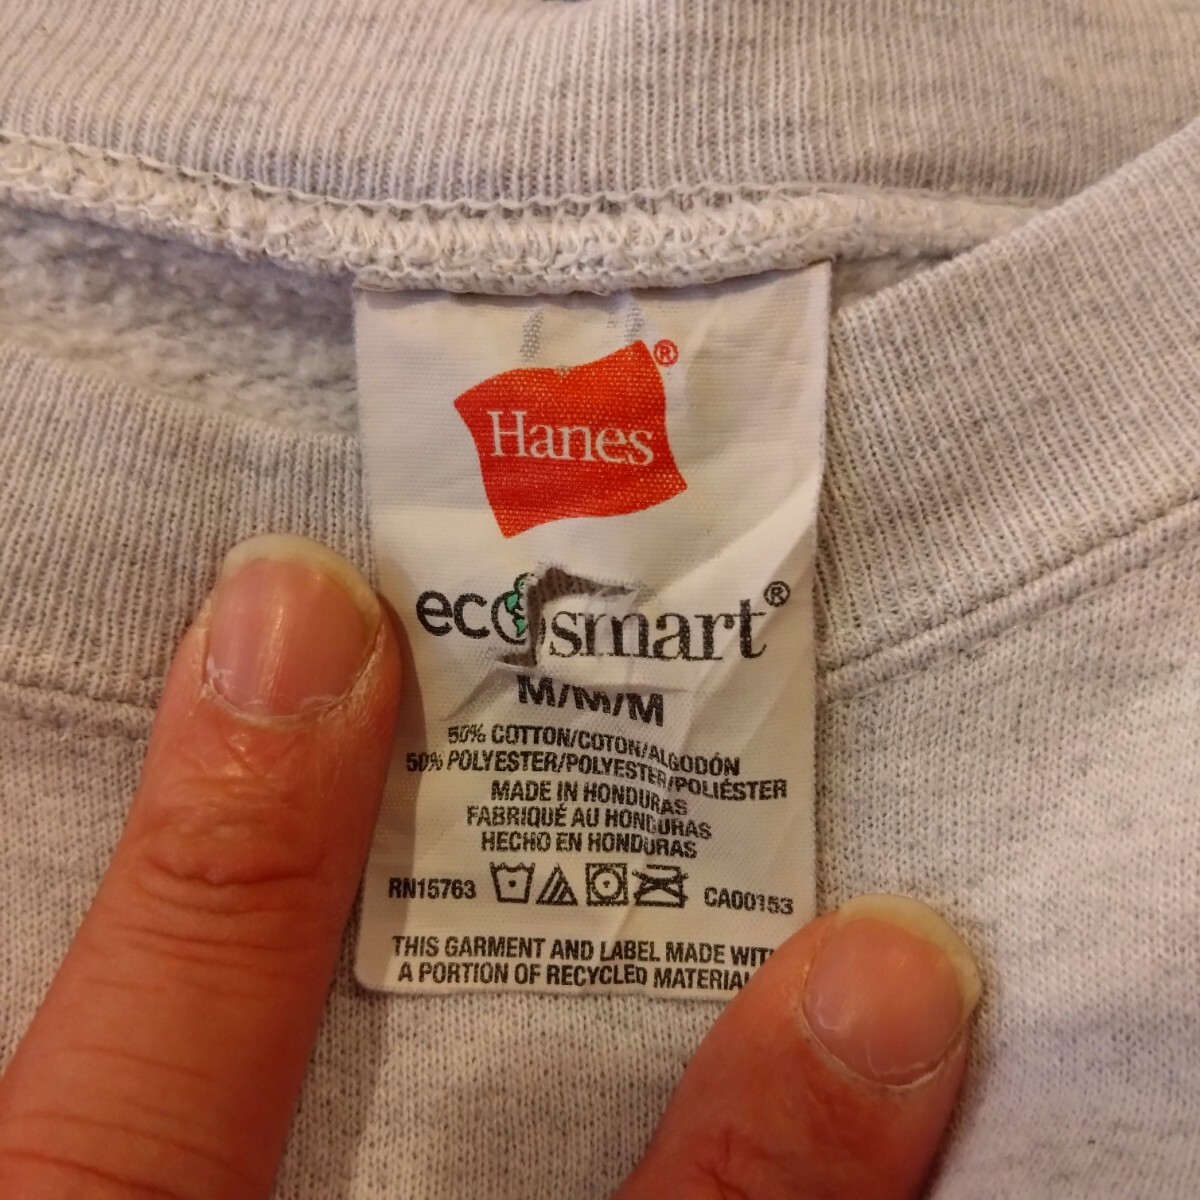 Hanes®
ecosmart®
M/M/M
50% COTTON/COTON/ALGODÓN
50% POLYESTER/POLYESTER/POLIÉSTER
MADE IN HONDURAS
FABRIQUÉ AU HONDURAS
HECHO EN HONDURAS
RN15763 CA00153
THIS GARMENT AND LABEL MADE WITH
A PORTION OF RECYCLED MATERIAL